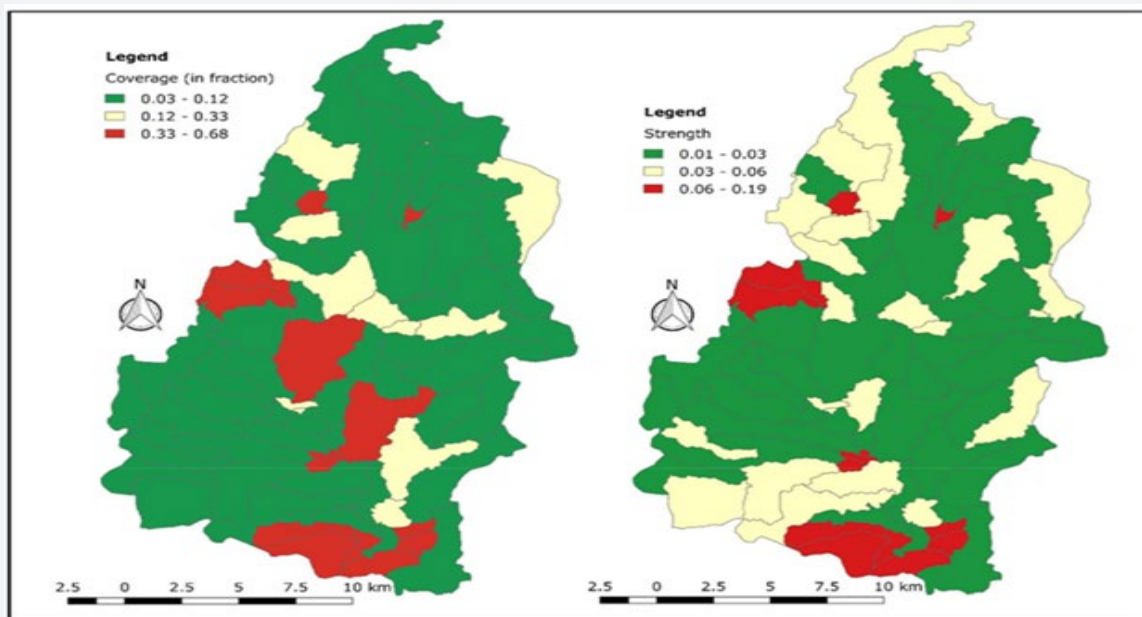 Legend
Coverage (in fraction)
0.03 - 0.12
0.12 - 0.33
0.33 - 0.68
N
2.5 0 2.5 5 7.5 10 km
Legend
Strength
0.01 - 0.03
0.03 - 0.06
0.06 - 0.19
N
2.5 0 2.5 5 7.5 10 km